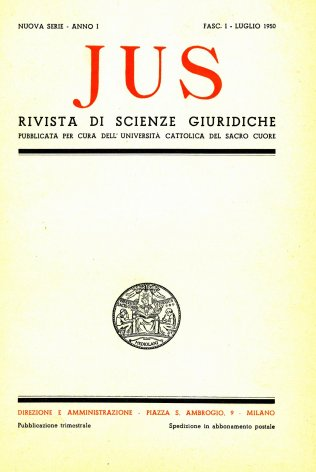 NUOVA SERIE - ANNO I FASC. I - LUGLIO 1950
JUS
RIVISTA DI SCIENZE GIURIDICHE
PUBBLICATA PER CURA DELL'UNIVERSITÀ CATTOLICA DEL SACRO CUORE
MEDIOLANI
DIREZIONE E AMMINISTRAZIONE - PIAZZA S. AMBROGIO, 9 - MILANO
Pubblicazione trimestrale Spedizione in abbonamento postale